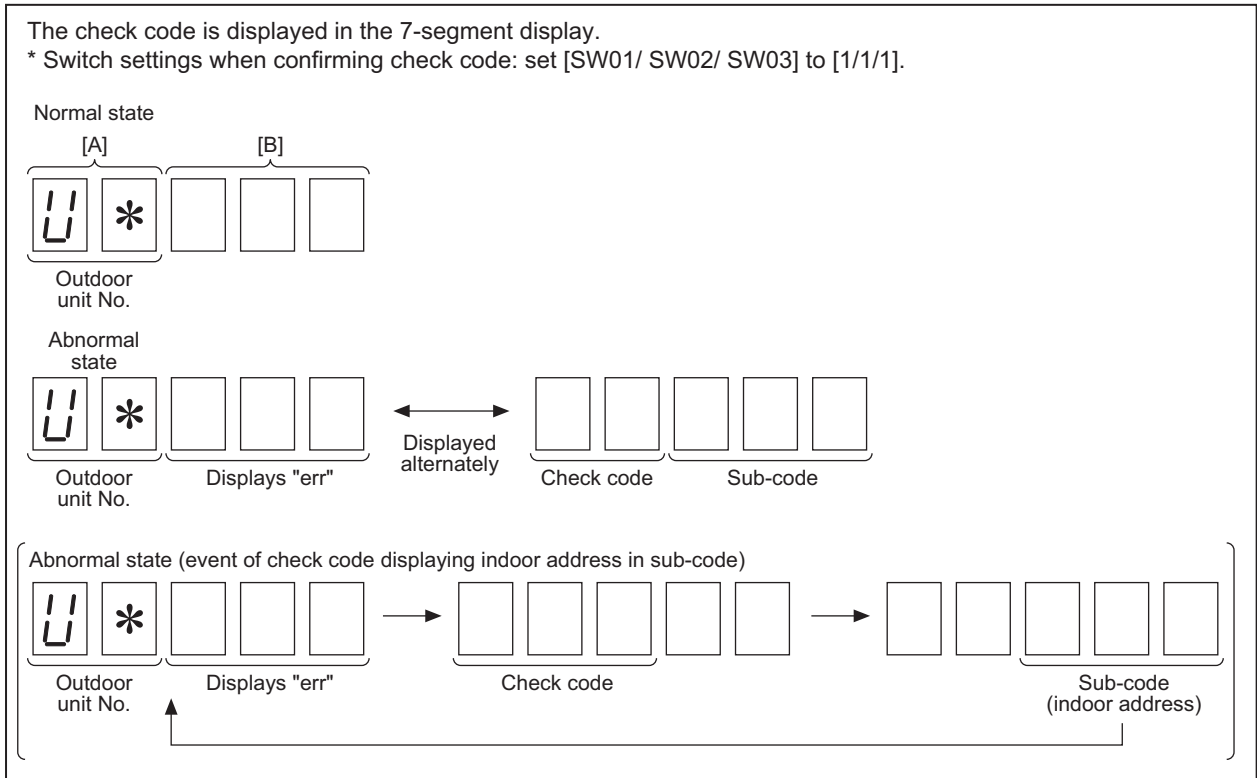 The check code is displayed in the 7-segment display.
* Switch settings when confirming check code: set [SW01/ SW02/ SW03] to [1/1/1].
Normal state
[A] [B]
U *
Outdoor
unit No.
Abnormal
state
U *
Displayed
alternately
Outdoor
unit No.
Displays "err"
Check code
Sub-code
Abnormal state (event of check code displaying indoor address in sub-code)
U *
Outdoor
unit No.
Displays "err"
Check code
Sub-code
(indoor address)